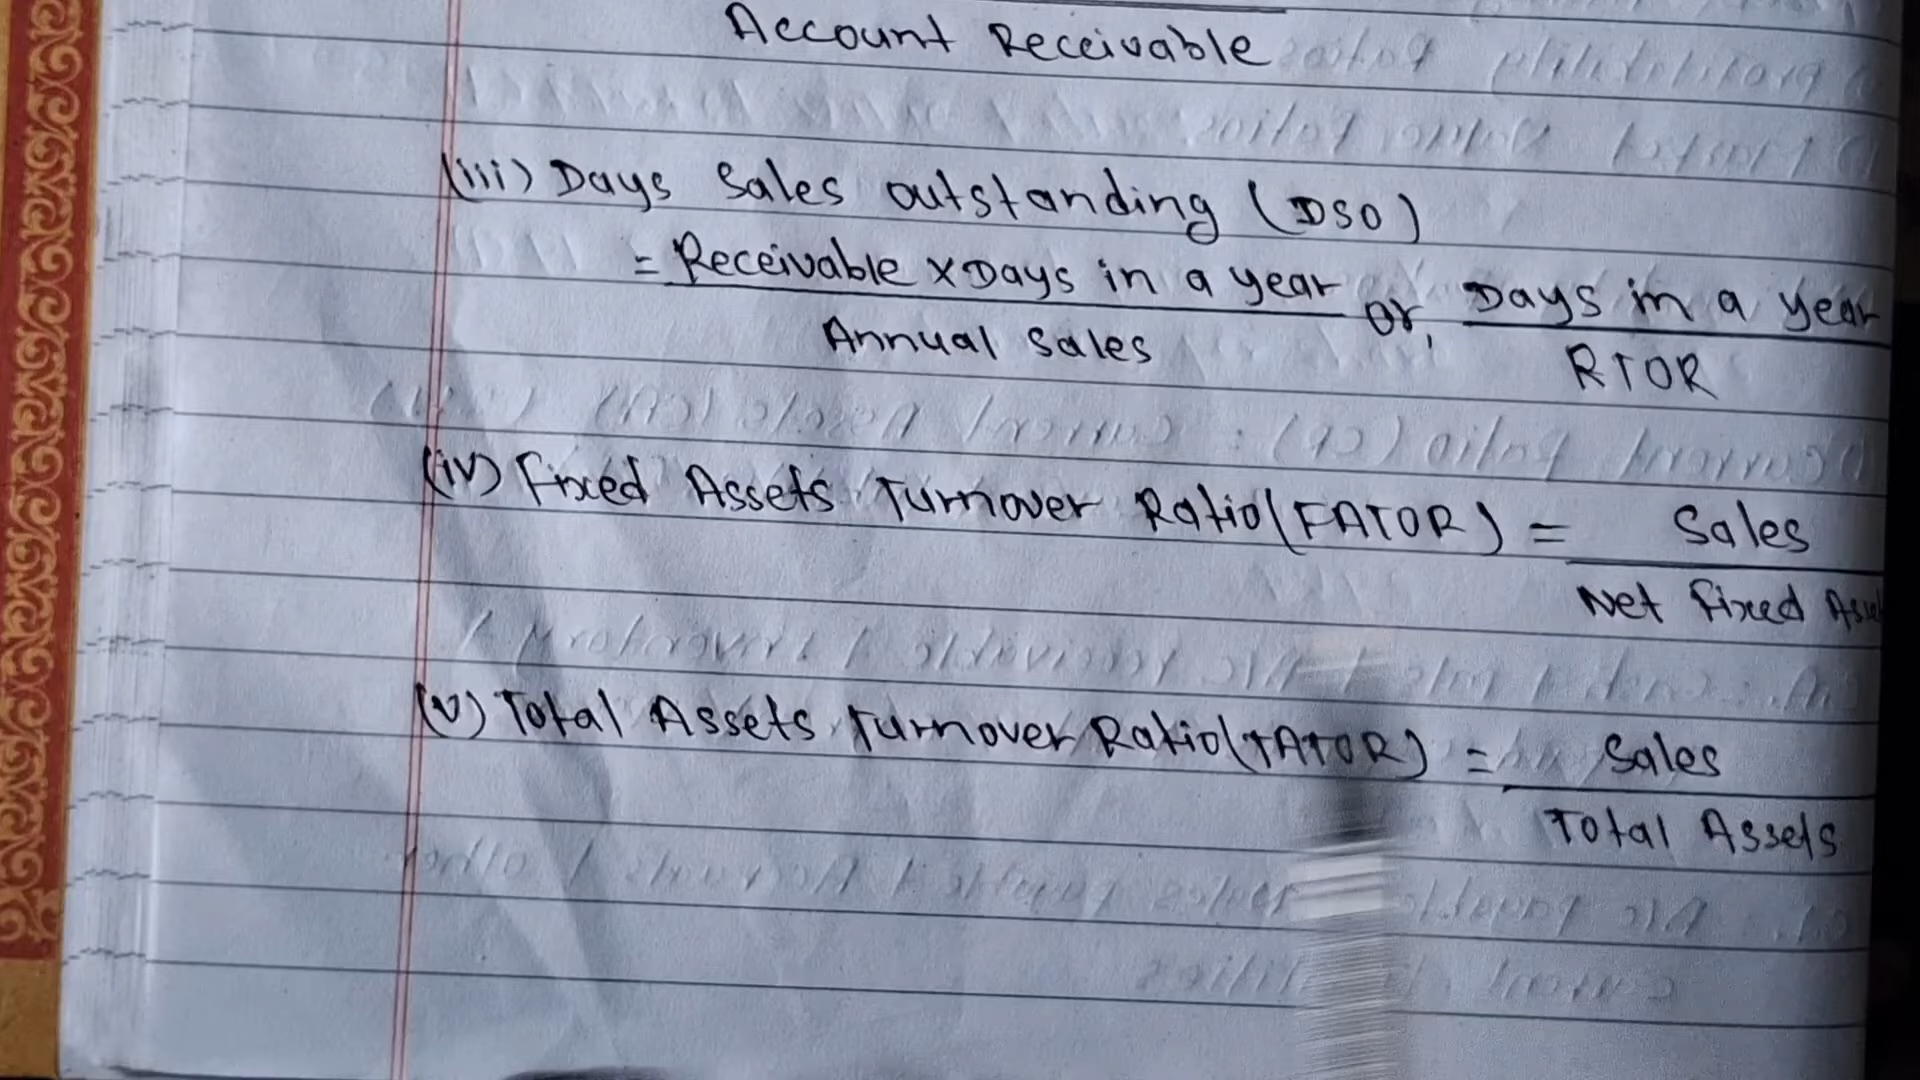 Account Receivable
(iii) Days Sales outstanding (DSO)
= Receivable × Days in a year or, Days in a year
Annual Sales RTOR
(iv) Fixed Assets Turnover Ratio (FATOR) = Sales
Net fixed
(v) Total Assets Turnover Ratio (TATOR) = Sales
Total Assets